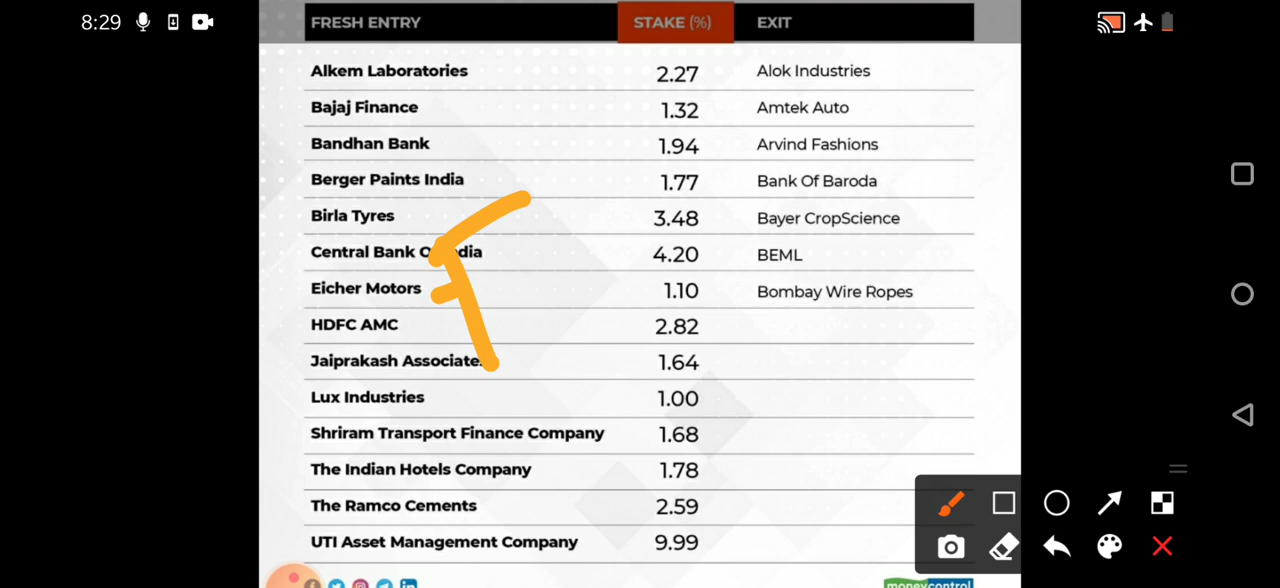 8:29
FRESH ENTRY STAKE (%) EXIT
Alkem Laboratories 2.27 Alok Industries
Bajaj Finance 1.32 Amtek Auto
Bandhan Bank 1.94 Arvind Fashions
Berger Paints India 1.77 Bank Of Baroda
Birla Tyres 3.48 Bayer CropScience
Central Bank Of India 4.20 BEML
Eicher Motors 1.10 Bombay Wire Ropes
HDFC AMC 2.82
Jaiprakash Associates 1.64
Lux Industries 1.00
Shriram Transport Finance Company 1.68
The Indian Hotels Company 1.78
The Ramco Cements 2.59
UTI Asset Management Company 9.99
moneycontrol